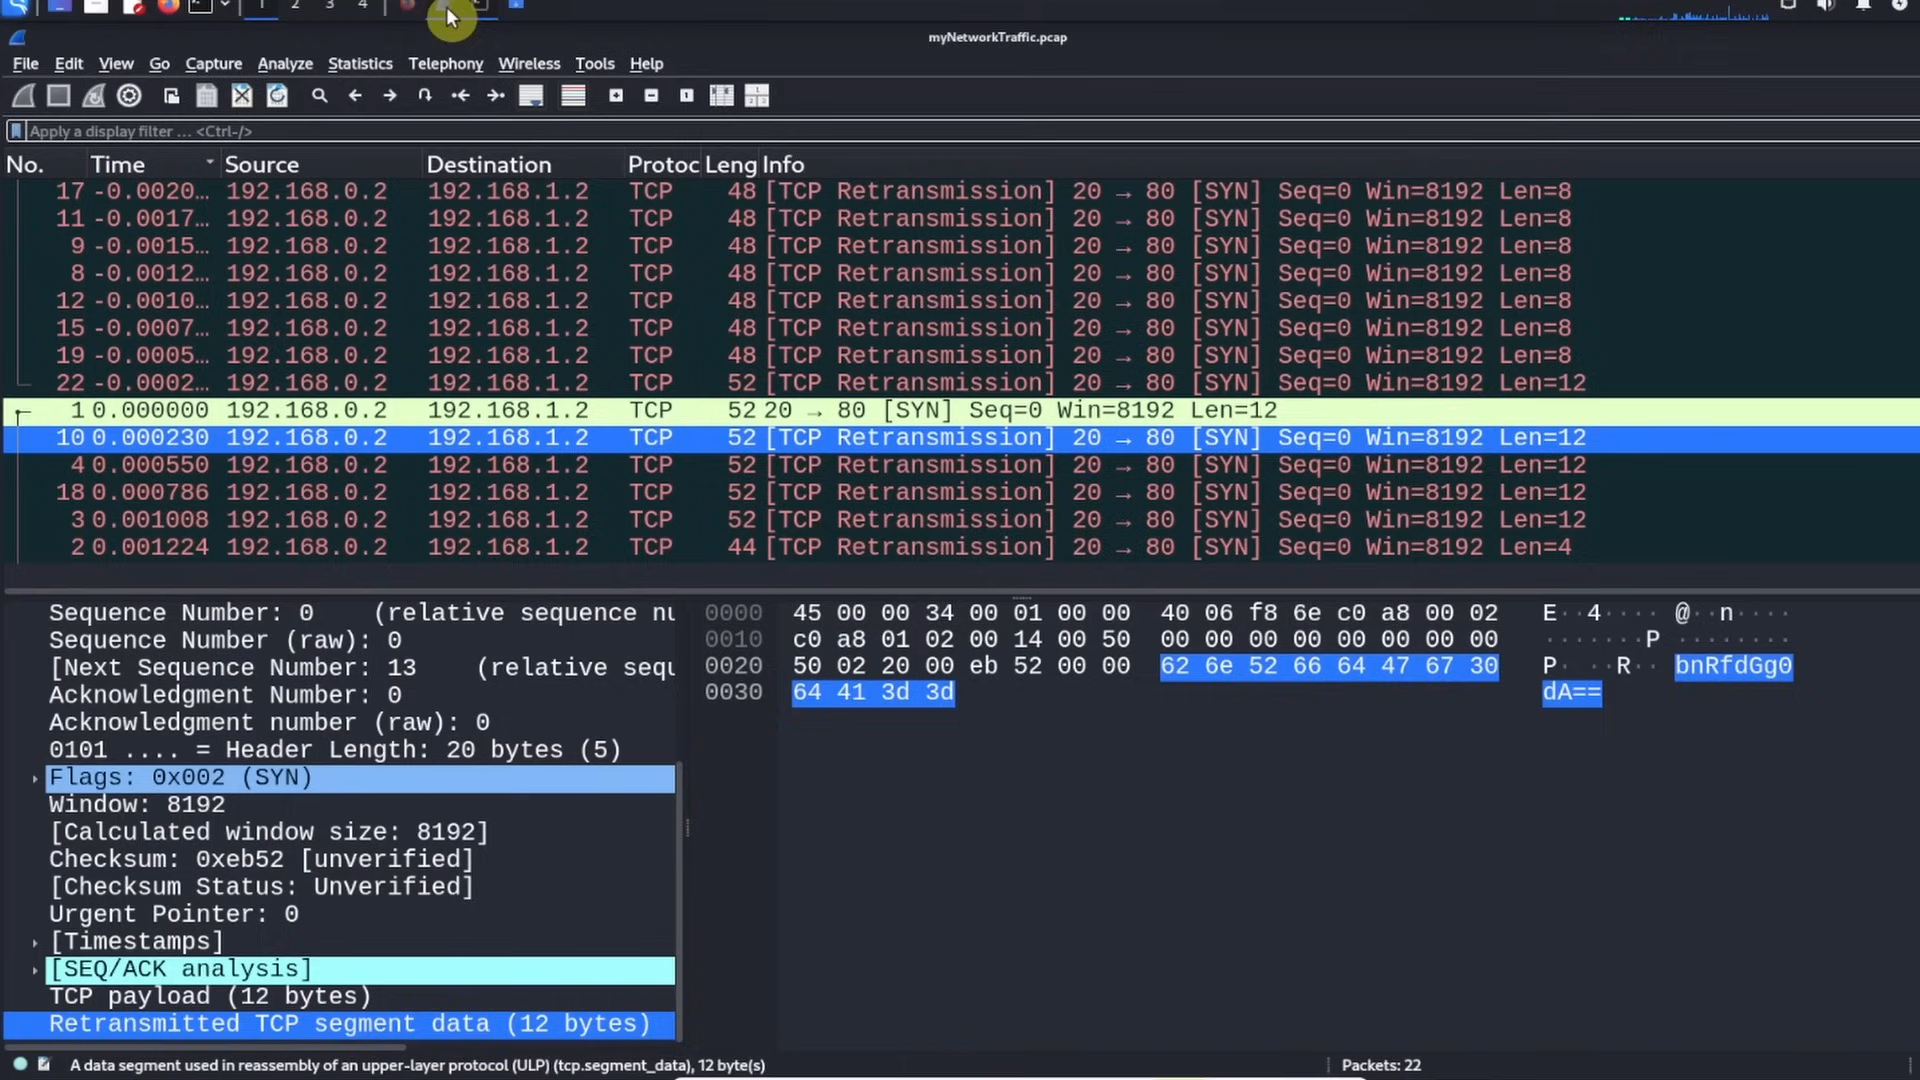 1 2 3 4
myNetworkTraffic.pcap
File Edit View Go Capture Analyze Statistics Telephony Wireless Tools Help
Apply a display filter ... <Ctrl-/>
No. Time Source Destination Protoc Leng Info
17 -0.0020… 192.168.0.2 192.168.1.2 TCP 48 [TCP Retransmission] 20 → 80 [SYN] Seq=0 Win=8192 Len=8
11 -0.0017… 192.168.0.2 192.168.1.2 TCP 48 [TCP Retransmission] 20 → 80 [SYN] Seq=0 Win=8192 Len=8
9 -0.0015… 192.168.0.2 192.168.1.2 TCP 48 [TCP Retransmission] 20 → 80 [SYN] Seq=0 Win=8192 Len=8
8 -0.0012… 192.168.0.2 192.168.1.2 TCP 48 [TCP Retransmission] 20 → 80 [SYN] Seq=0 Win=8192 Len=8
12 -0.0010… 192.168.0.2 192.168.1.2 TCP 48 [TCP Retransmission] 20 → 80 [SYN] Seq=0 Win=8192 Len=8
15 -0.0007… 192.168.0.2 192.168.1.2 TCP 48 [TCP Retransmission] 20 → 80 [SYN] Seq=0 Win=8192 Len=8
19 -0.0005… 192.168.0.2 192.168.1.2 TCP 48 [TCP Retransmission] 20 → 80 [SYN] Seq=0 Win=8192 Len=8
22 -0.0002… 192.168.0.2 192.168.1.2 TCP 52 [TCP Retransmission] 20 → 80 [SYN] Seq=0 Win=8192 Len=12
1 0.000000 192.168.0.2 192.168.1.2 TCP 52 20 → 80 [SYN] Seq=0 Win=8192 Len=12
10 0.000230 192.168.0.2 192.168.1.2 TCP 52 [TCP Retransmission] 20 → 80 [SYN] Seq=0 Win=8192 Len=12
4 0.000550 192.168.0.2 192.168.1.2 TCP 52 [TCP Retransmission] 20 → 80 [SYN] Seq=0 Win=8192 Len=12
18 0.000786 192.168.0.2 192.168.1.2 TCP 52 [TCP Retransmission] 20 → 80 [SYN] Seq=0 Win=8192 Len=12
3 0.001008 192.168.0.2 192.168.1.2 TCP 52 [TCP Retransmission] 20 → 80 [SYN] Seq=0 Win=8192 Len=12
2 0.001224 192.168.0.2 192.168.1.2 TCP 44 [TCP Retransmission] 20 → 80 [SYN] Seq=0 Win=8192 Len=4
Sequence Number: 0 (relative sequence nu
Sequence Number (raw): 0
[Next Sequence Number: 13 (relative sequ
Acknowledgment Number: 0
Acknowledgment number (raw): 0
0101 .... = Header Length: 20 bytes (5)
Flags: 0x002 (SYN)
Window: 8192
[Calculated window size: 8192]
Checksum: 0xeb52 [unverified]
[Checksum Status: Unverified]
Urgent Pointer: 0
[Timestamps]
[SEQ/ACK analysis]
TCP payload (12 bytes)
Retransmitted TCP segment data (12 bytes)
0000 45 00 00 34 00 01 00 00 40 06 f8 6e c0 a8 00 02 E··4···· @··n····
0010 c0 a8 01 02 00 14 00 50 00 00 00 00 00 00 00 00 ·······P ········
0020 50 02 20 00 eb 52 00 00 62 6e 52 66 64 47 67 30 P· ··R·· bnRfdGg0
0030 64 41 3d 3d dA==
A data segment used in reassembly of an upper-layer protocol (ULP) (tcp.segment_data), 12 byte(s)
Packets: 22